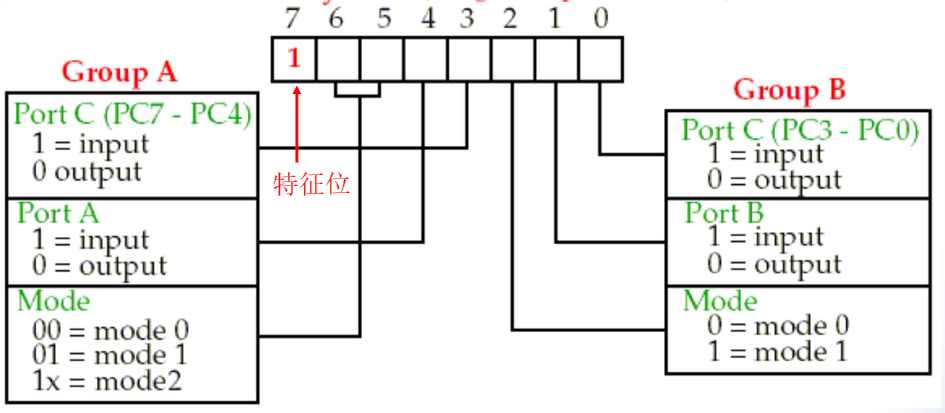 7 6 5 4 3 2 1 0
1
Group A
Port C (PC7 - PC4)
1 = input
0 output
Port A
1 = input
0 = output
Mode
00 = mode 0
01 = mode 1
1x = mode2
特征位
Group B
Port C (PC3 - PC0)
1 = input
0 = output
Port B
1 = input
0 = output
Mode
0 = mode 0
1 = mode 1